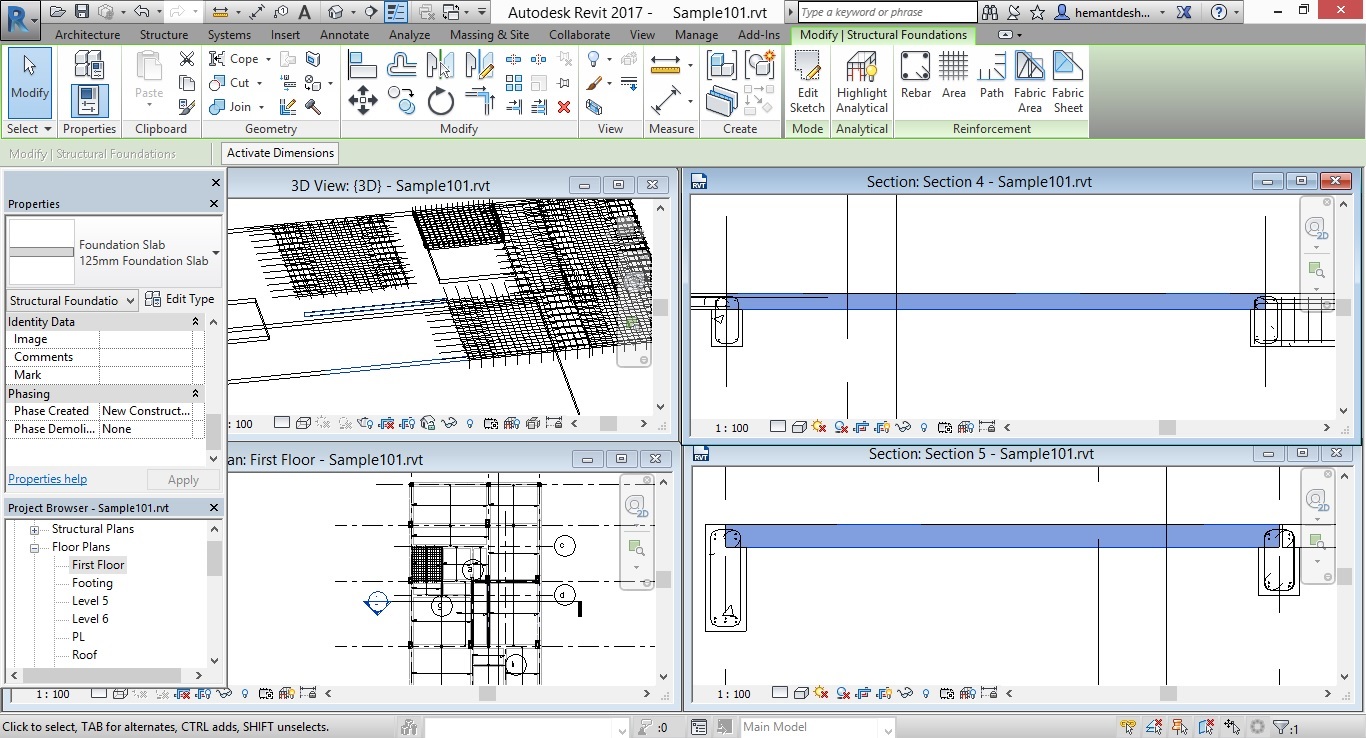 Autodesk Revit 2017 - Sample101.rvt
Type a keyword or phrase
hemantdesh...
Architecture Structure Systems Insert Annotate Analyze Massing & Site Collaborate View Manage Add-Ins Modify | Structural Foundations
Modify Paste Cope Cut Join Edit Sketch Highlight Analytical Rebar Area Path Fabric Area Fabric Sheet
Select Properties Clipboard Geometry Modify View Measure Create Mode Analytical Reinforcement
Modify | Structural Foundations Activate Dimensions
Properties
Foundation Slab
125mm Foundation Slab
Structural Foundatio Edit Type
Identity Data
Image
Comments
Mark
Phasing
Phase Created New Construct...
Phase Demoli... None
Properties help Apply
Project Browser - Sample101.rvt
Structural Plans
Floor Plans
First Floor
Footing
Level 5
Level 6
PL
Roof
3D View: {3D} - Sample101.rvt
: 100
Section: Section 4 - Sample101.rvt
2D
1 : 100
an: First Floor - Sample101.rvt
2D
1 : 100
Section: Section 5 - Sample101.rvt
2D
1 : 100
Click to select, TAB for alternates, CTRL adds, SHIFT unselects. :0 Main Model :1